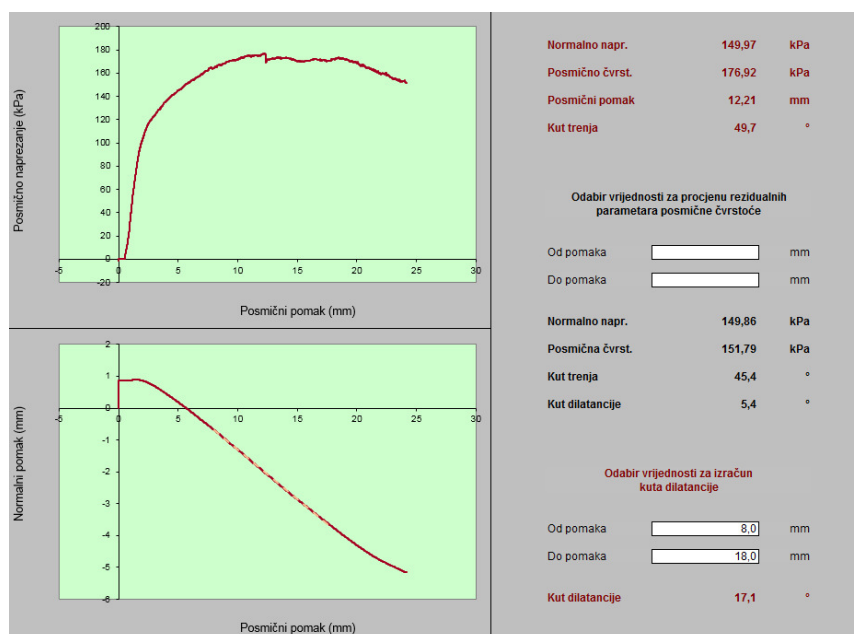 200
180
160
140
120
100
80
60
40
20
0
-20
-5 0 5 10 15 20 25 30
Posmično naprezanje (kPa)
Posmični pomak (mm)
2
1
0
-1
-2
-3
-4
-5
-6
-5 0 5 10 15 20 25 30
Normalni pomak (mm)
Posmični pomak (mm)
Normalno napr. 149,97 kPa
Posmično čvrst. 176,92 kPa
Posmični pomak 12,21 mm
Kut trenja 49,7 °
Odabir vrijednosti za procjenu rezidualnih
parametara posmične čvrstoće
Od pomaka mm
Do pomaka mm
Normalno napr. 149,86 kPa
Posmična čvrst. 151,79 kPa
Kut trenja 45,4 °
Kut dilatancije 5,4 °
Odabir vrijednosti za izračun
kuta dilatancije
Od pomaka 8,0 mm
Do pomaka 18,0 mm
Kut dilatancije 17,1 °